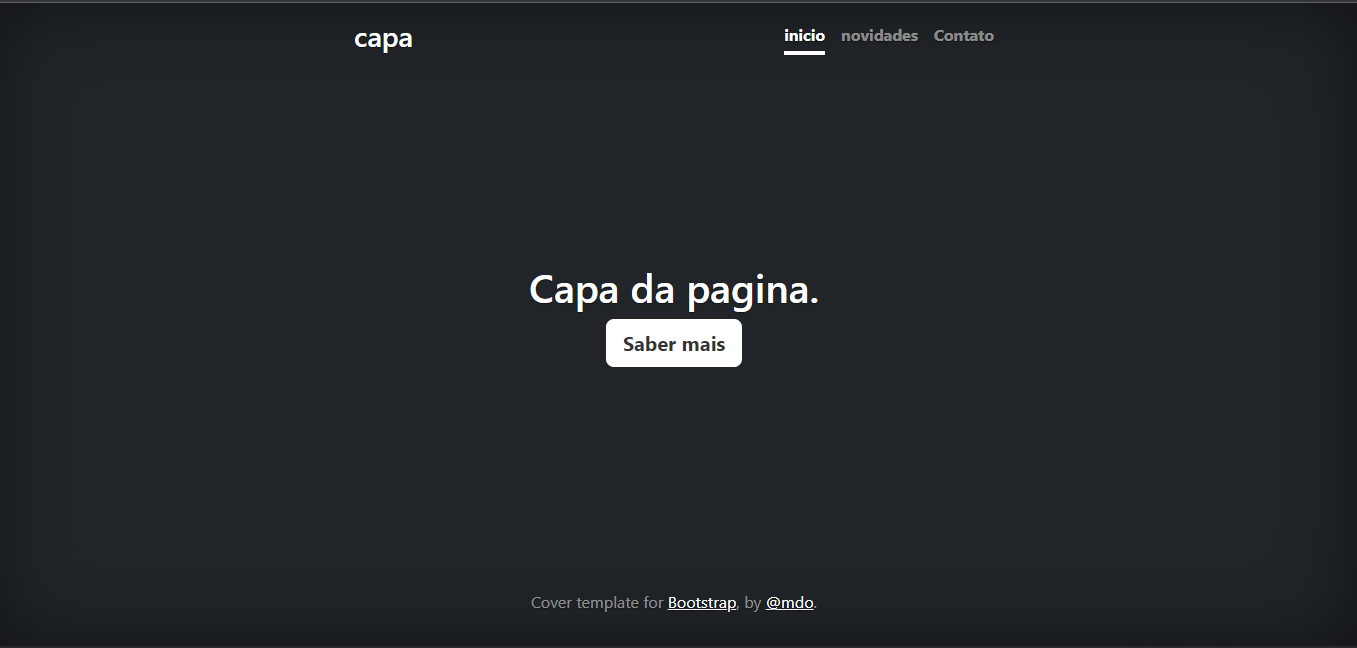 capa
inicio novidades Contato
Capa da pagina.
Saber mais
Cover template for Bootstrap, by @mdo.